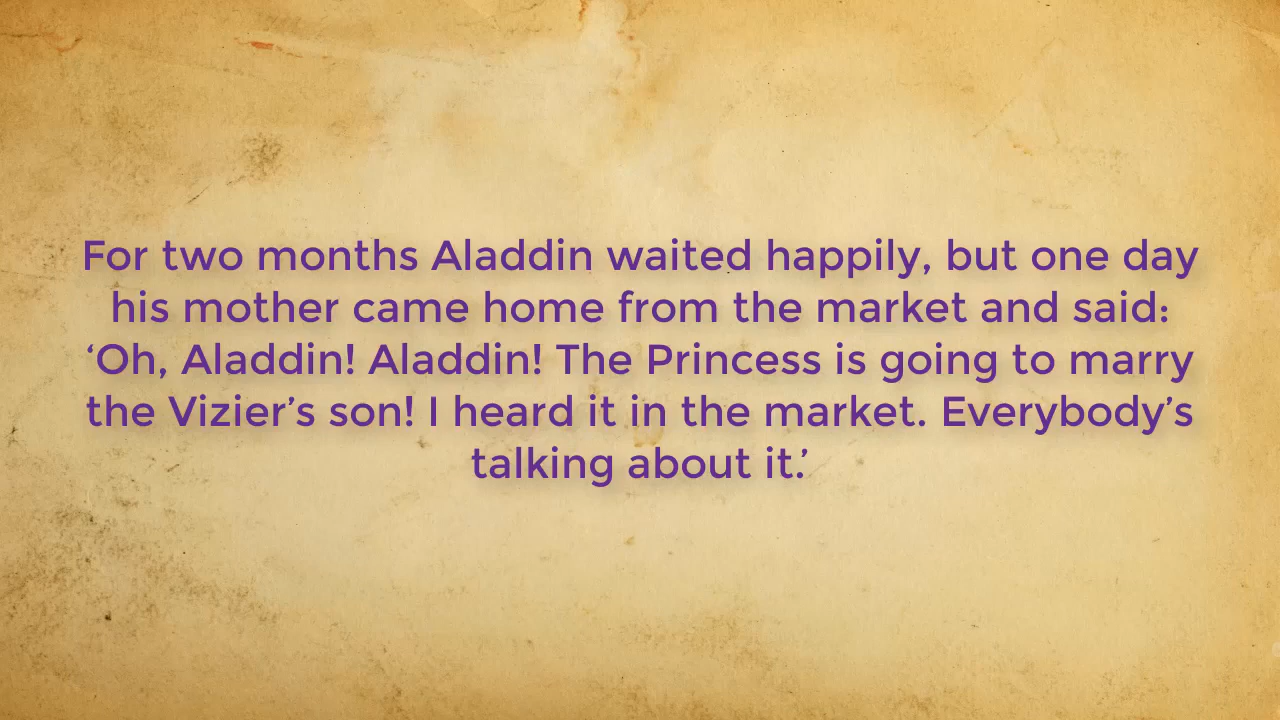 For two months Aladdin waited happily, but one day
his mother came home from the market and said:
‘Oh, Aladdin! Aladdin! The Princess is going to marry
the Vizier’s son! I heard it in the market. Everybody’s
talking about it.’